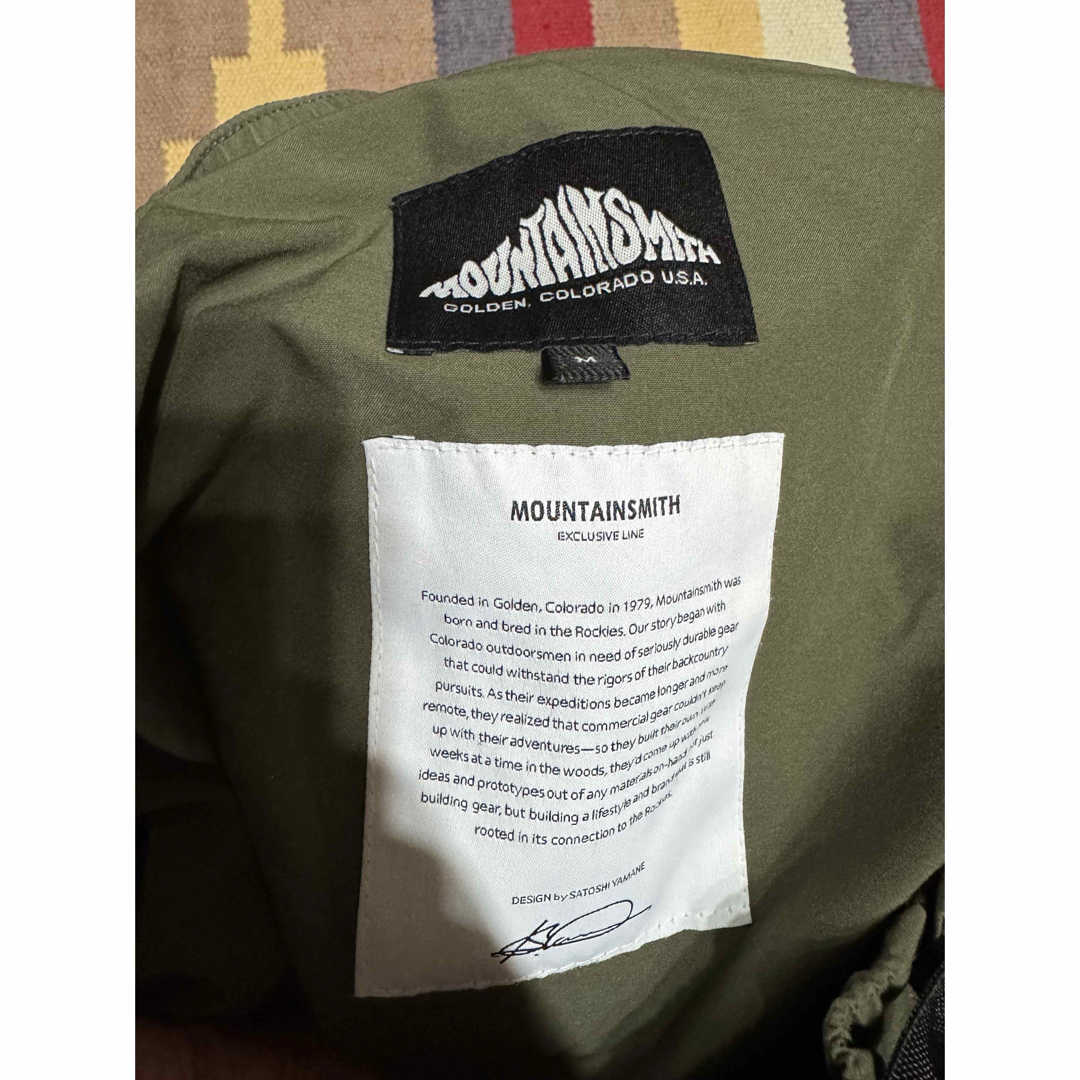 MOUNTAINSMITH
GOLDEN, COLORADO U.S.A.
M
MOUNTAINSMITH
EXCLUSIVE LINE
Founded in Golden, Colorado in 1979, Mountainsmith was
born and bred in the Rockies. Our story began with
Colorado outdoorsmen in need of seriously durable gear
that could withstand the rigors of their backcountry
pursuits. As their expeditions became longer and more
remote, they realized that commercial gear couldn't keep
up with their adventures—so they built their own
weeks at a time in the woods, they'd come up with
ideas and prototypes out of any materials on-hand, not just
building gear, but building a lifestyle and brand that is still
rooted in its connection to the Rockies.
DESIGN by SATOSHI YAMANE